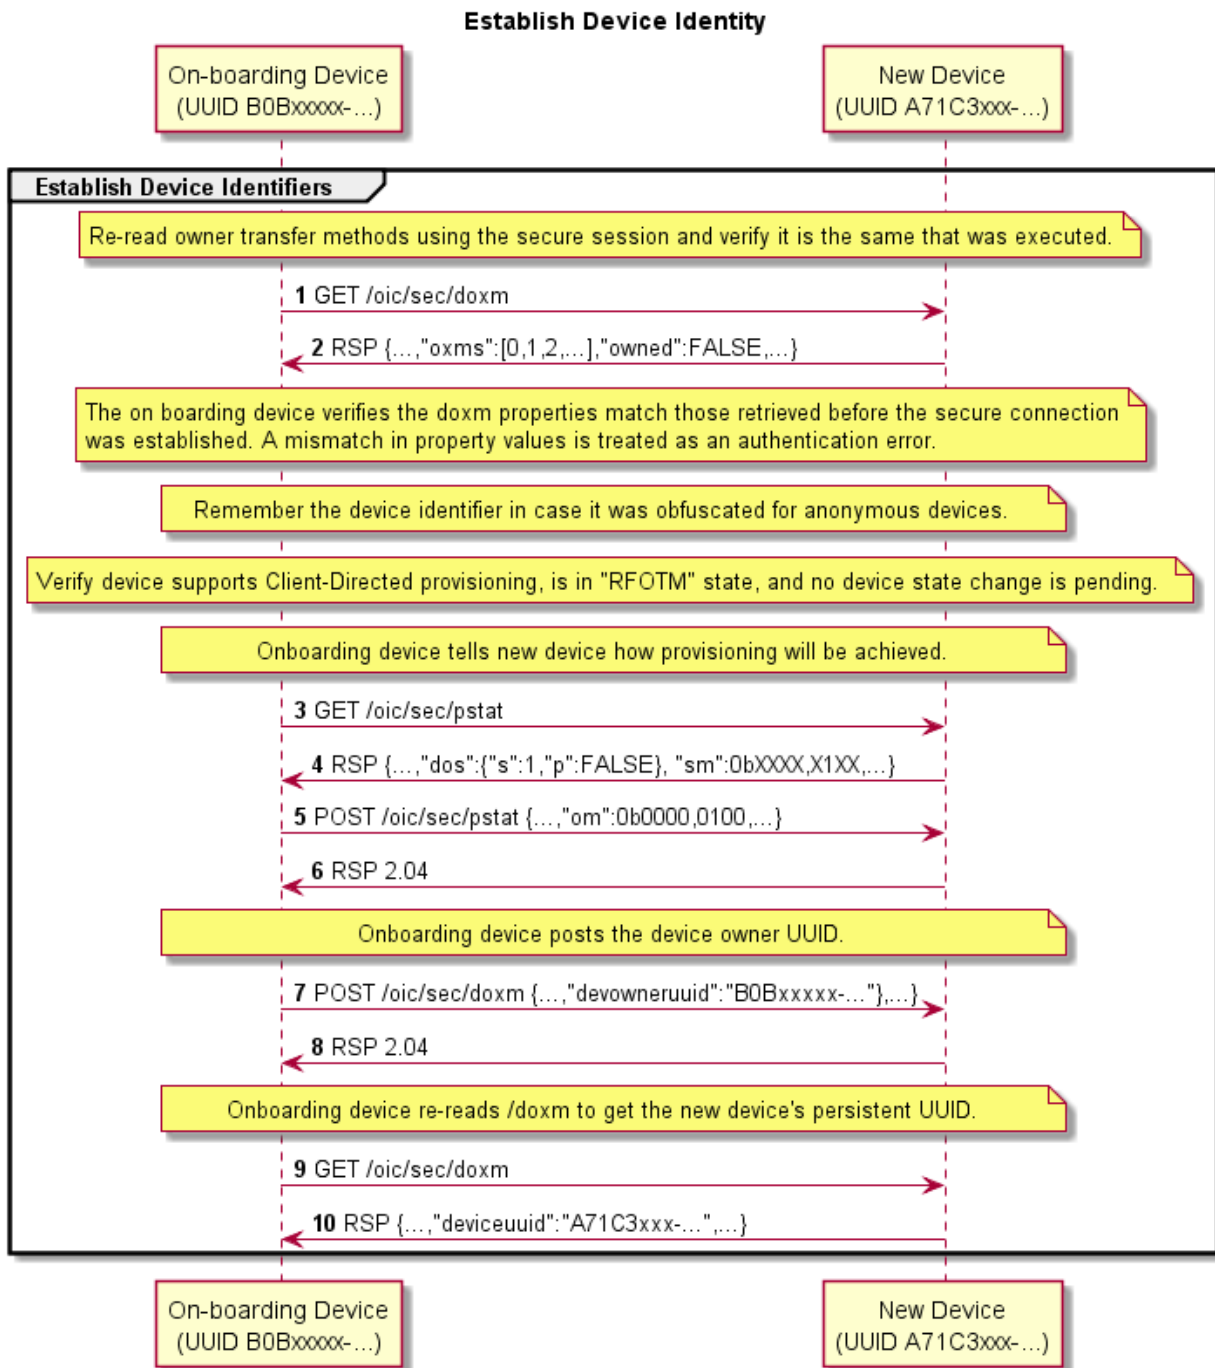 Establish Device Identity
On-boarding Device
(UUID B0Bxxxxx-...)
New Device
(UUID A71C3xxx-...)
Establish Device Identifiers
Re-read owner transfer methods using the secure session and verify it is the same that was executed.
1 GET /oic/sec/doxm
2 RSP {...,"oxms":[0,1,2,...],"owned":FALSE,...}
The on boarding device verifies the doxm properties match those retrieved before the secure connection
was established. A mismatch in property values is treated as an authentication error.
Remember the device identifier in case it was obfuscated for anonymous devices.
Verify device supports Client-Directed provisioning, is in "RFOTM" state, and no device state change is pending.
Onboarding device tells new device how provisioning will be achieved.
3 GET /oic/sec/pstat
4 RSP {...,"dos":{"s":1,"p":FALSE}, "sm":0bXXXX,X1XX,...}
5 POST /oic/sec/pstat {...,"om":0b0000,0100,...}
6 RSP 2.04
Onboarding device posts the device owner UUID.
7 POST /oic/sec/doxm {...,"devowneruuid":"B0Bxxxxx-..."},...}
8 RSP 2.04
Onboarding device re-reads /doxm to get the new device's persistent UUID.
9 GET /oic/sec/doxm
10 RSP {...,"deviceuuid":"A71C3xxx-...",...}
On-boarding Device
(UUID B0Bxxxxx-...)
New Device
(UUID A71C3xxx-...)